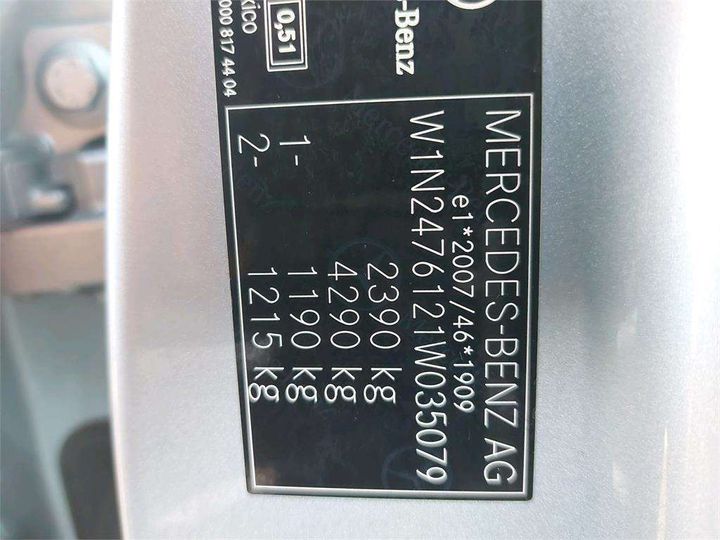 -Benz
0,51
xico
000 817 44 04
MERCEDES-BENZ AG
e1*2007/46*1909
W1N2476121W035079
2390 kg
4290 kg
1- 1190 kg
2- 1215 kg